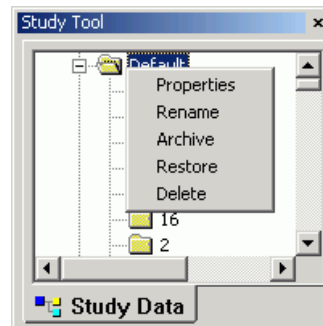 Study Tool
Default
Properties
Rename
Archive
Restore
Delete
16
2
Study Data